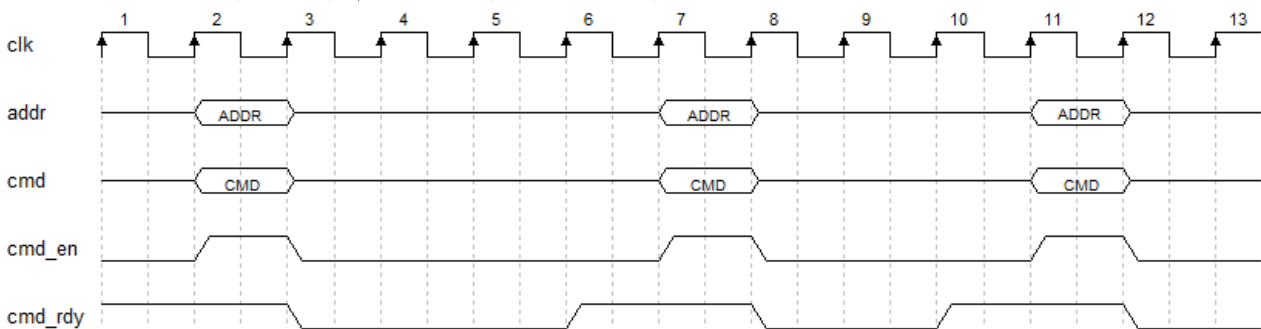 1 2 3 4 5 6 7 8 9 10 11 12 13
clk
addr ADDR ADDR ADDR
cmd CMD CMD CMD
cmd_en
cmd_rdy